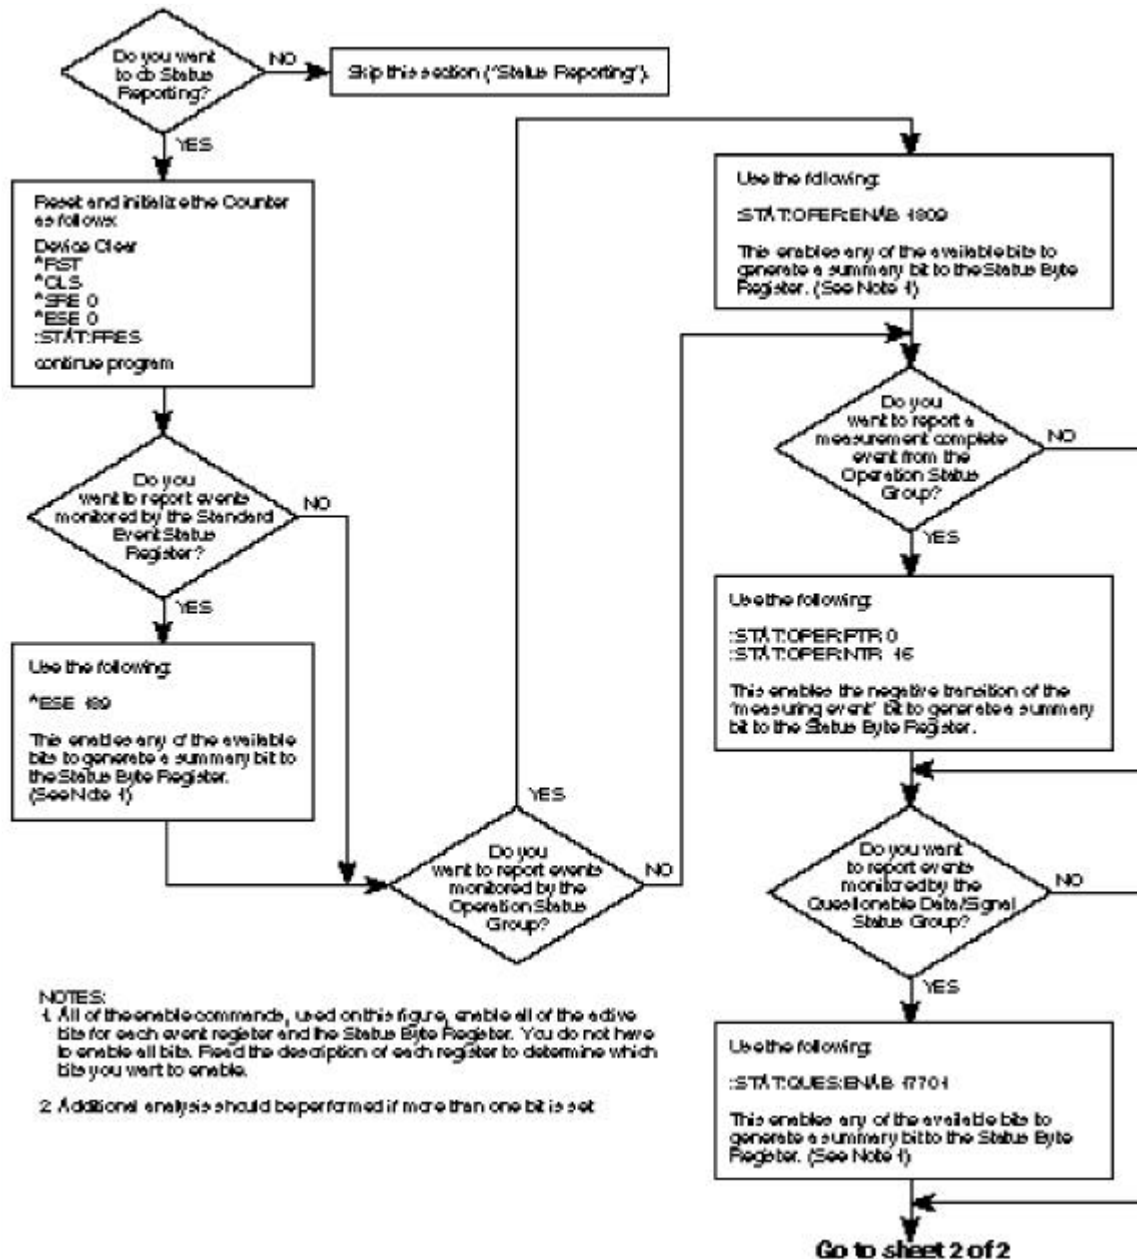 Do you want
to do Status
Reporting?
NO
Skip this section ("Status Reporting").
YES
Reset and initialize the Counter
as follows:
Device Clear
*RST
*CLS
*SRE 0
*ESE 0
:STAT:PRES
continue program
Do you
want to report events
monitored by the Standard
Event Status
Register?
NO
YES
Use the following:
*ESE 189
This enables any of the available
bits to generate a summary bit to
the Status Byte Register.
(See Note 1)
Do you
want to report events
monitored by the
Operation Status
Group?
YES
NO
Use the following:
:STAT:OPER:ENAB 1809
This enables any of the available bits to
generate a summary bit to the Status Byte
Register. (See Note 1)
Do you
want to report a
measurement complete
event from the
Operation Status
Group?
NO
YES
Use the following:
:STAT:OPER:PTR 0
:STAT:OPER:NTR 16
This enables the negative transition of the
"measuring event" bit to generate a summary
bit to the Status Byte Register.
Do you want
to report events
monitored by the
Questionable Data/Signal
Status Group?
NO
YES
Use the following:
:STAT:QUES:ENAB 17701
This enables any of the available bits to
generate a summary bit to the Status Byte
Register. (See Note 1)
Go to sheet 2 of 2
NOTES:
1. All of the enable commands, used on this figure, enable all of the active
bits for each event register and the Status Byte Register. You do not have
to enable all bits. Read the description of each register to determine which
bits you want to enable.
2. Additional analysis should be performed if more than one bit is set